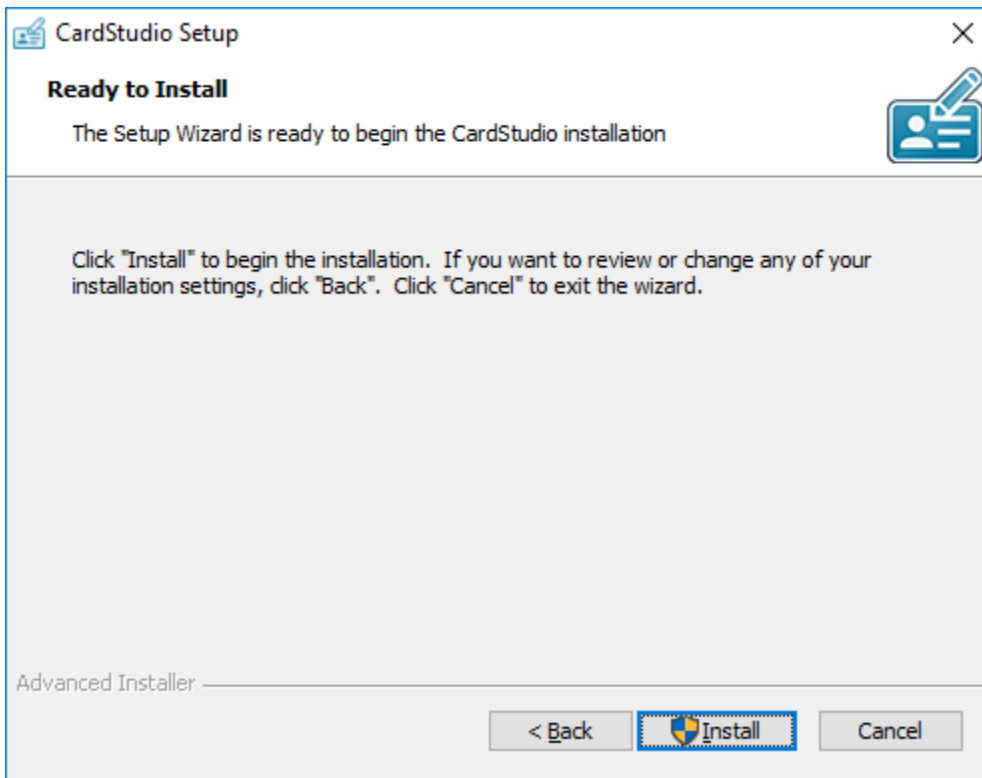 CardStudio Setup
Ready to Install
The Setup Wizard is ready to begin the CardStudio installation
Click "Install" to begin the installation.  If you want to review or change any of your
installation settings, click "Back".  Click "Cancel" to exit the wizard.
Advanced Installer
< Back
Install
Cancel